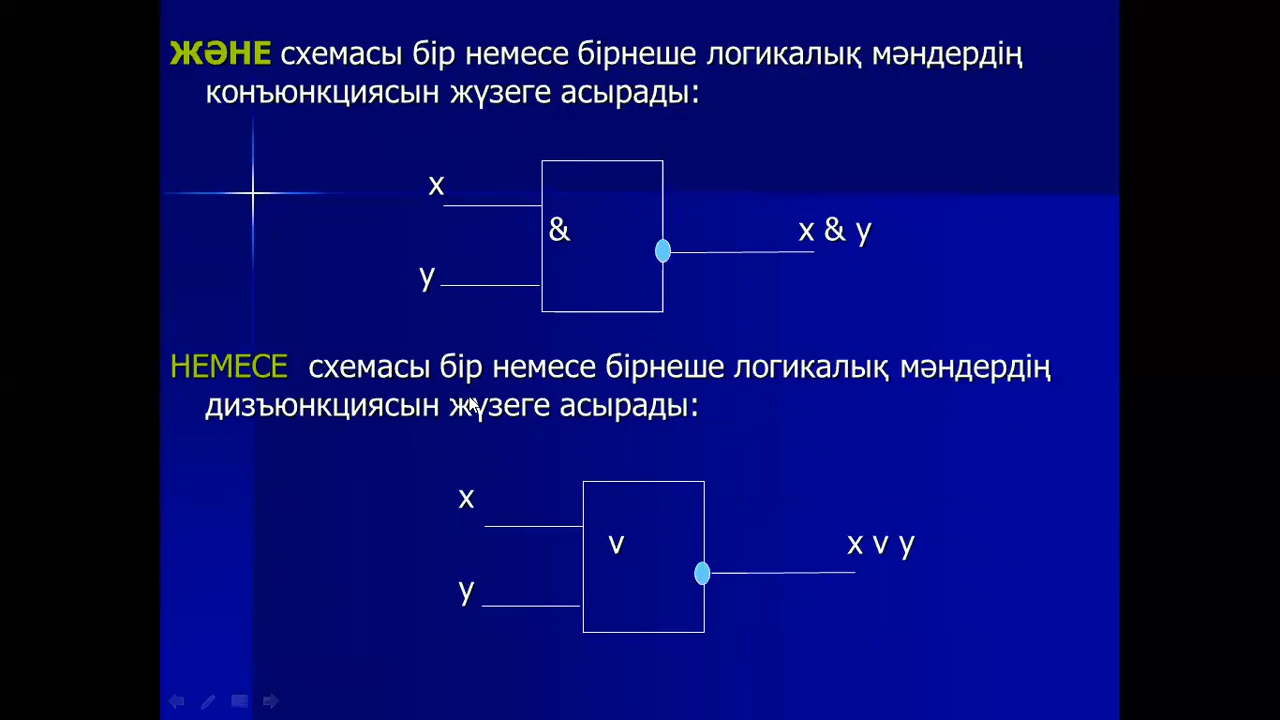 ЖӘНЕ схемасы бір немесе бірнеше логикалық мәндердің
конъюнкциясын жүзеге асырады:
x
&
x & y
y
НЕМЕСЕ схемасы бір немесе бірнеше логикалық мәндердің
дизъюнкциясын жүзеге асырады:
x
v
x v y
y